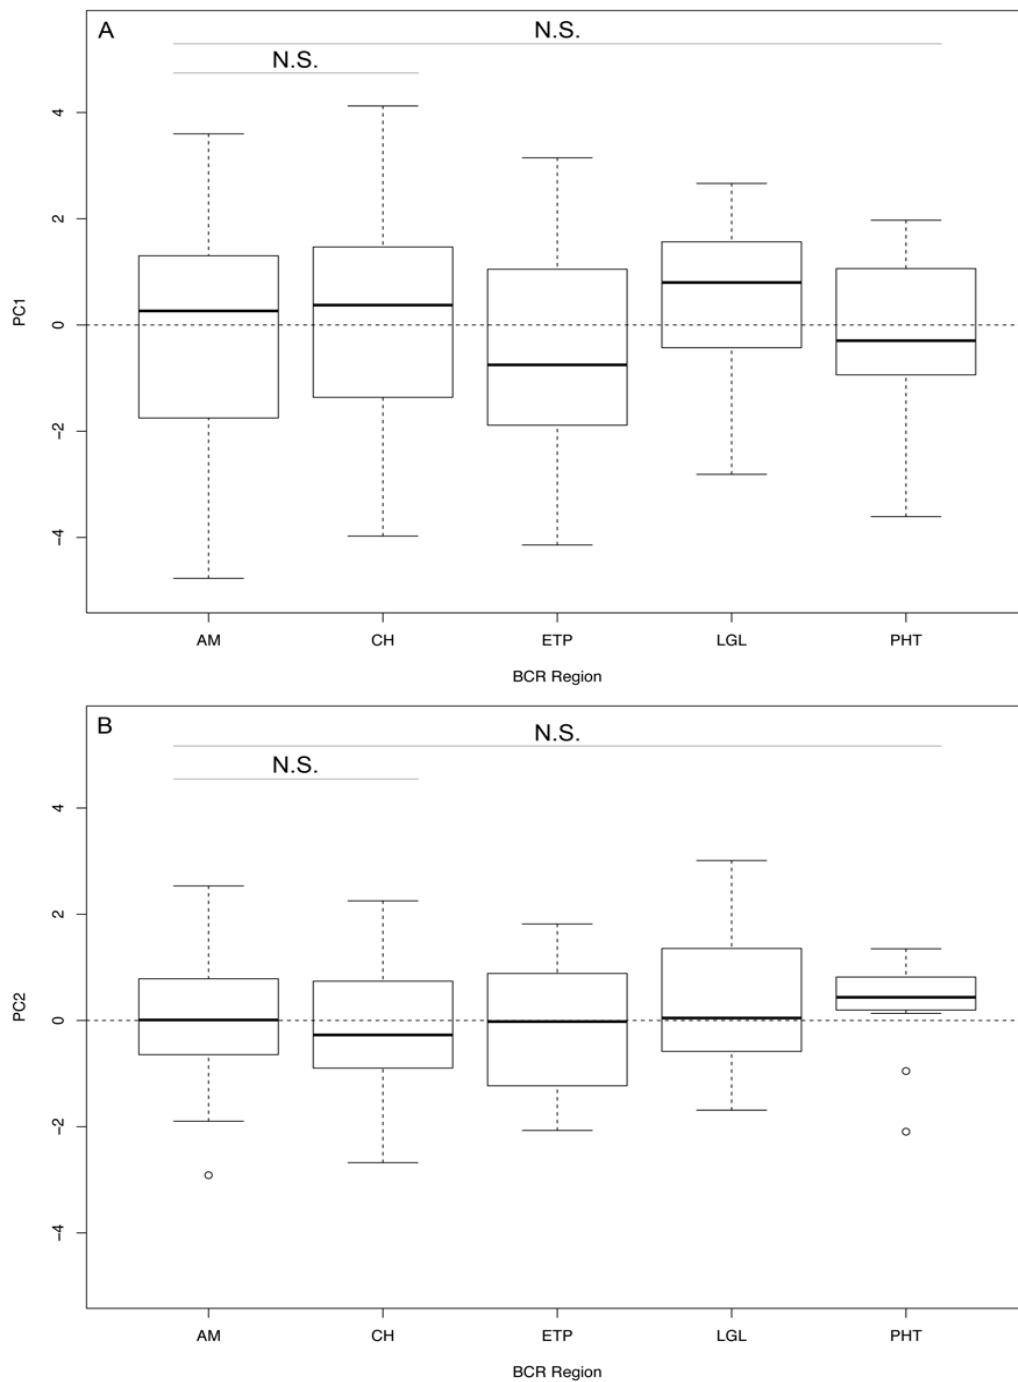 A
N.S.
N.S.
PC1
4
2
0
−2
−4
AM CH ETP LGL PHT
BCR Region
B
N.S.
N.S.
PC2
4
2
0
−2
−4
AM CH ETP LGL PHT
BCR Region